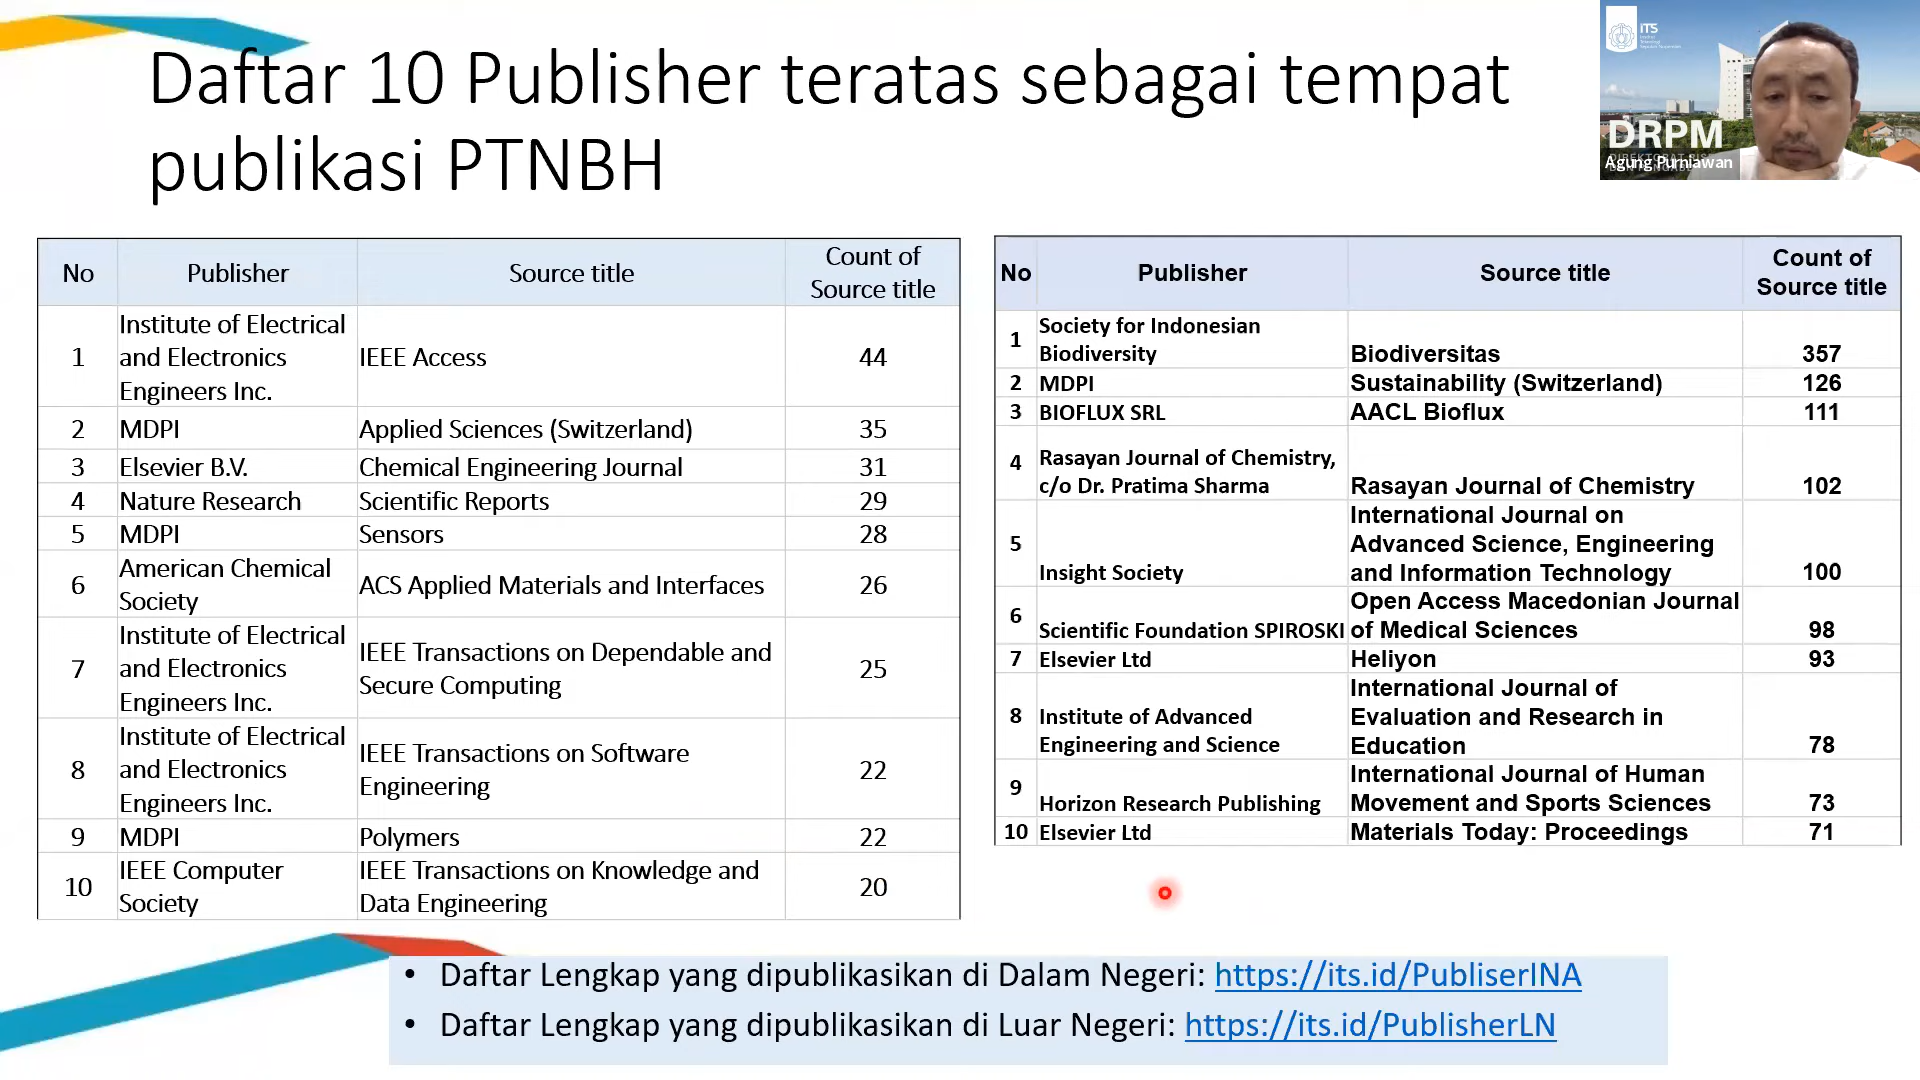 Daftar 10 Publisher teratas sebagai tempat
publikasi PTNBH
ITS
DRPM
Agung Purniawan
No Publisher Source title Count of Source title
1 Institute of Electrical and Electronics Engineers Inc. IEEE Access 44
2 MDPI Applied Sciences (Switzerland) 35
3 Elsevier B.V. Chemical Engineering Journal 31
4 Nature Research Scientific Reports 29
5 MDPI Sensors 28
6 American Chemical Society ACS Applied Materials and Interfaces 26
7 Institute of Electrical and Electronics Engineers Inc. IEEE Transactions on Dependable and Secure Computing 25
8 Institute of Electrical and Electronics Engineers Inc. IEEE Transactions on Software Engineering 22
9 MDPI Polymers 22
10 IEEE Computer Society IEEE Transactions on Knowledge and Data Engineering 20
No Publisher Source title Count of Source title
1 Society for Indonesian Biodiversity Biodiversitas 357
2 MDPI Sustainability (Switzerland) 126
3 BIOFLUX SRL AACL Bioflux 111
4 Rasayan Journal of Chemistry, c/o Dr. Pratima Sharma Rasayan Journal of Chemistry 102
5 Insight Society International Journal on Advanced Science, Engineering and Information Technology 100
6 Scientific Foundation SPIROSKI Open Access Macedonian Journal of Medical Sciences 98
7 Elsevier Ltd Heliyon 93
8 Institute of Advanced Engineering and Science International Journal of Evaluation and Research in Education 78
9 Horizon Research Publishing International Journal of Human Movement and Sports Sciences 73
10 Elsevier Ltd Materials Today: Proceedings 71
• Daftar Lengkap yang dipublikasikan di Dalam Negeri: https://its.id/PubliserINA
• Daftar Lengkap yang dipublikasikan di Luar Negeri: https://its.id/PublisherLN